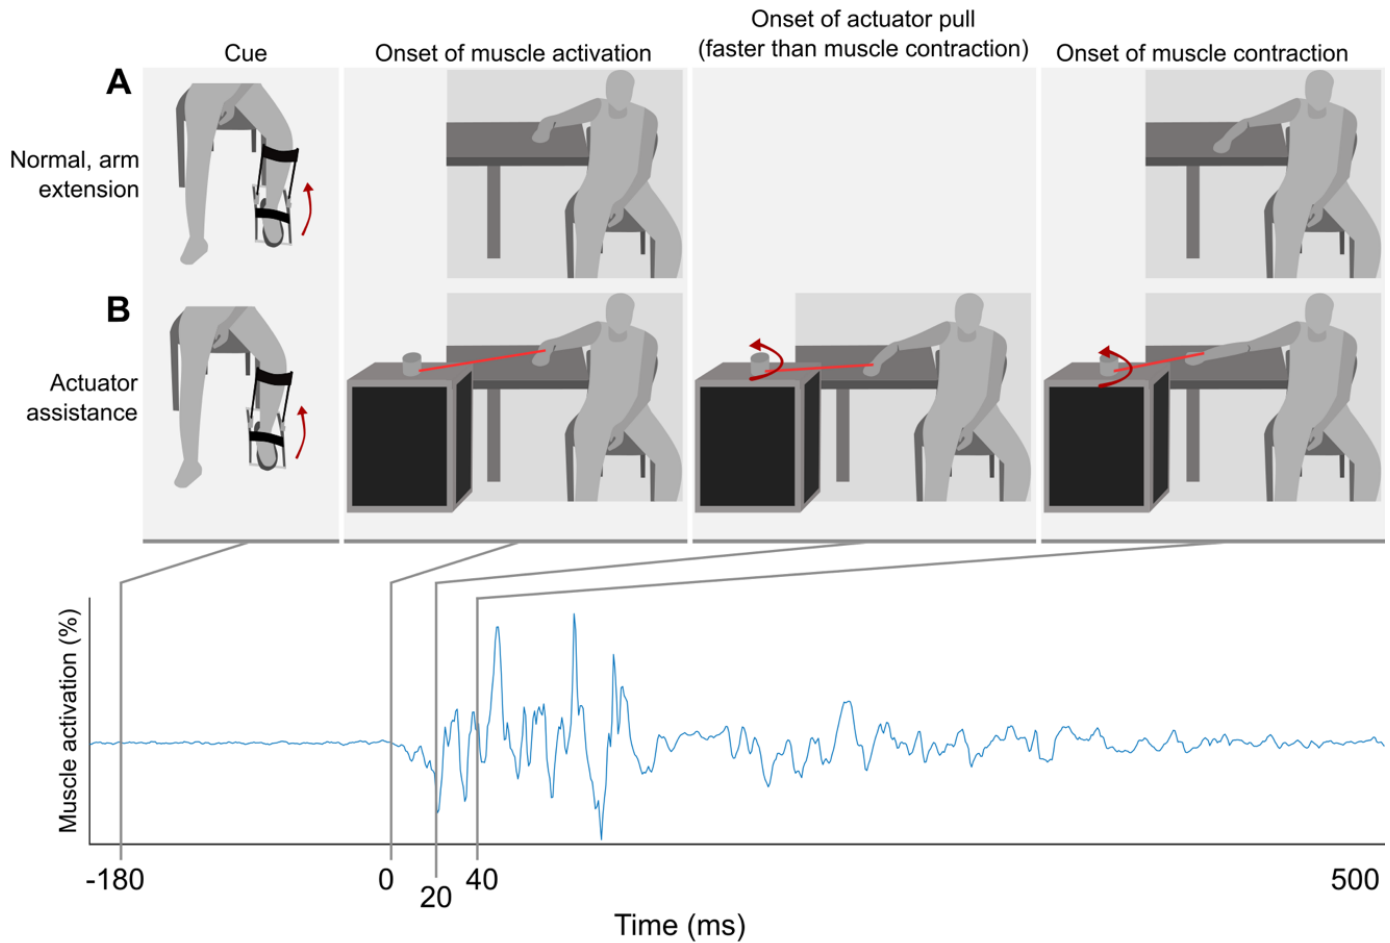 Cue
Onset of muscle activation
Onset of actuator pull
(faster than muscle contraction)
Onset of muscle contraction
A
Normal, arm
extension
B
Actuator
assistance
Muscle activation (%)
-180
0
20
40
500
Time (ms)